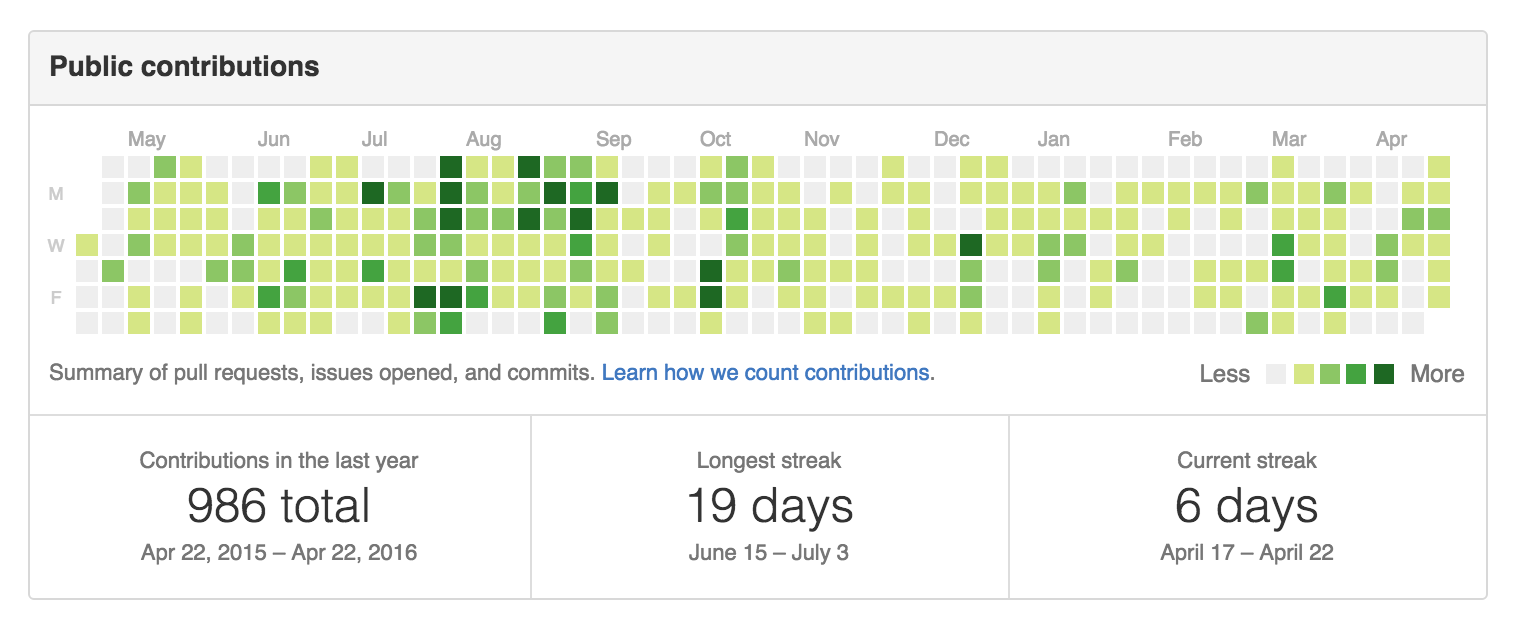 Public contributions
May Jun Jul Aug Sep Oct Nov Dec Jan Feb Mar Apr
M
W
F
Summary of pull requests, issues opened, and commits. Learn how we count contributions. Less More
Contributions in the last year Longest streak Current streak
986 total 19 days 6 days
Apr 22, 2015 – Apr 22, 2016 June 15 – July 3 April 17 – April 22